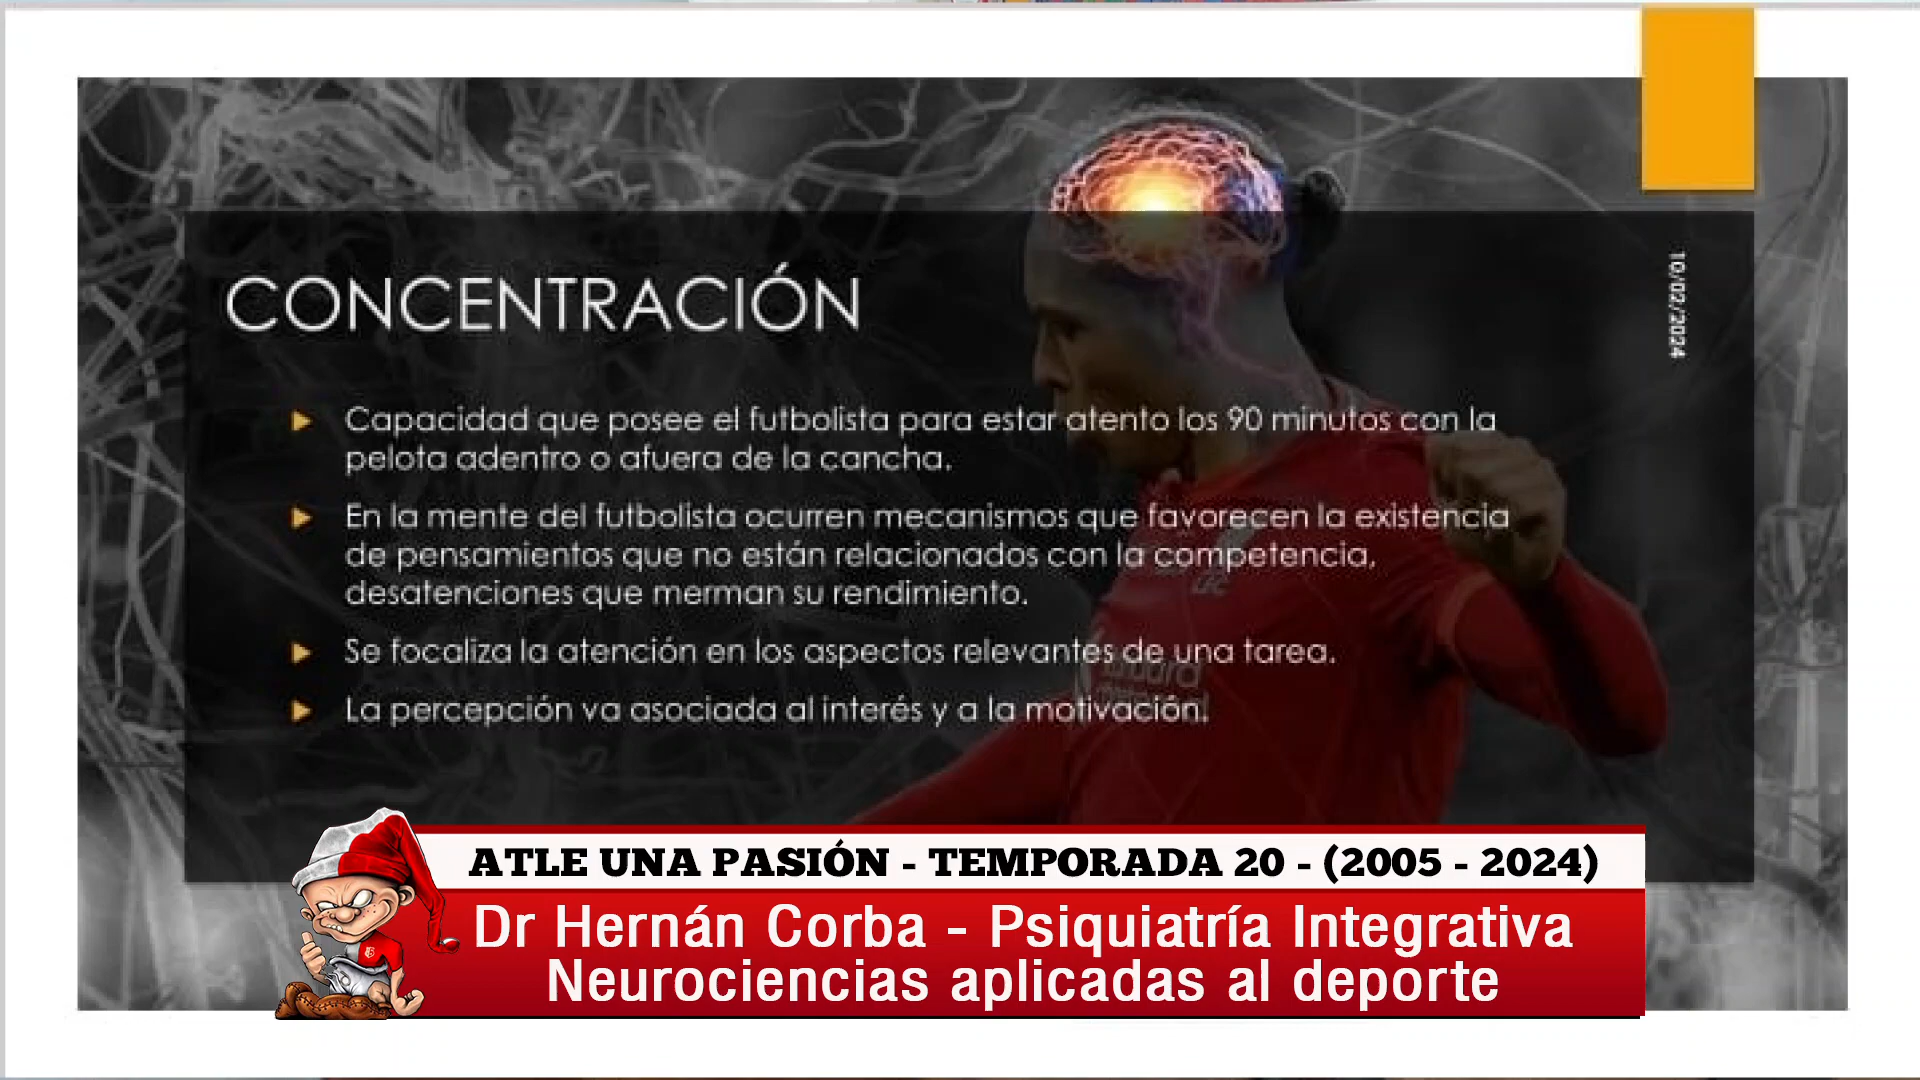 10/02/2024
CONCENTRACIÓN
Capacidad que posee el futbolista para estar atento los 90 minutos con la
pelota adentro o afuera de la cancha.
En la mente del futbolista ocurren mecanismos que favorecen la existencia
de pensamientos que no están relacionados con la competencia,
desatenciones que merman su rendimiento.
Se focaliza la atención en los aspectos relevantes de una tarea.
La percepción va asociada al interés y a la motivación.
ATLE UNA PASIÓN - TEMPORADA 20 - (2005 - 2024)
Dr Hernán Corba - Psiquiatría Integrativa
Neurociencias aplicadas al deporte